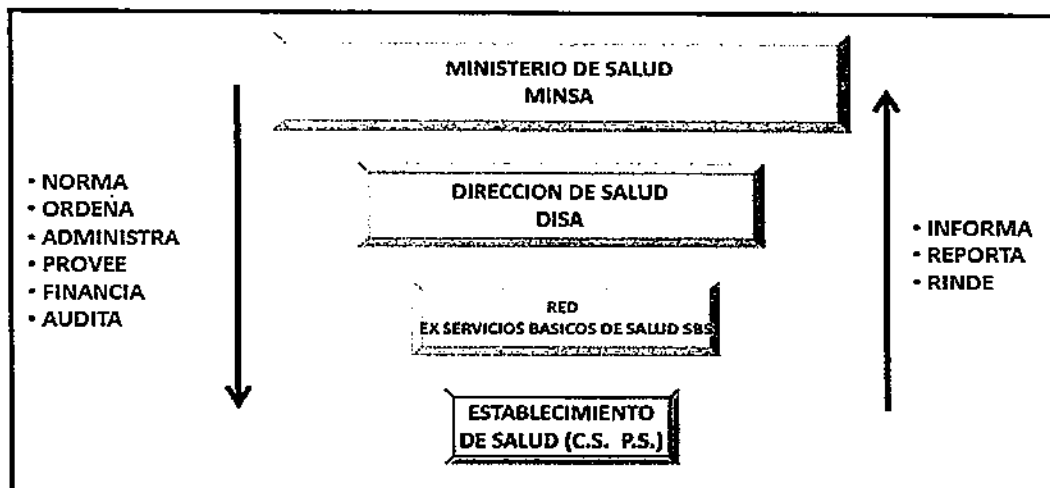 MINISTERIO DE SALUD
MINSA
• NORMA
• ORDENA
• ADMINISTRA
• PROVEE
• FINANCIA
• AUDITA
DIRECCION DE SALUD
DISA
RED
EX SERVICIOS BASICOS DE SALUD SBS
ESTABLECIMIENTO
DE SALUD (C.S. P.S.)
• INFORMA
• REPORTA
• RINDE